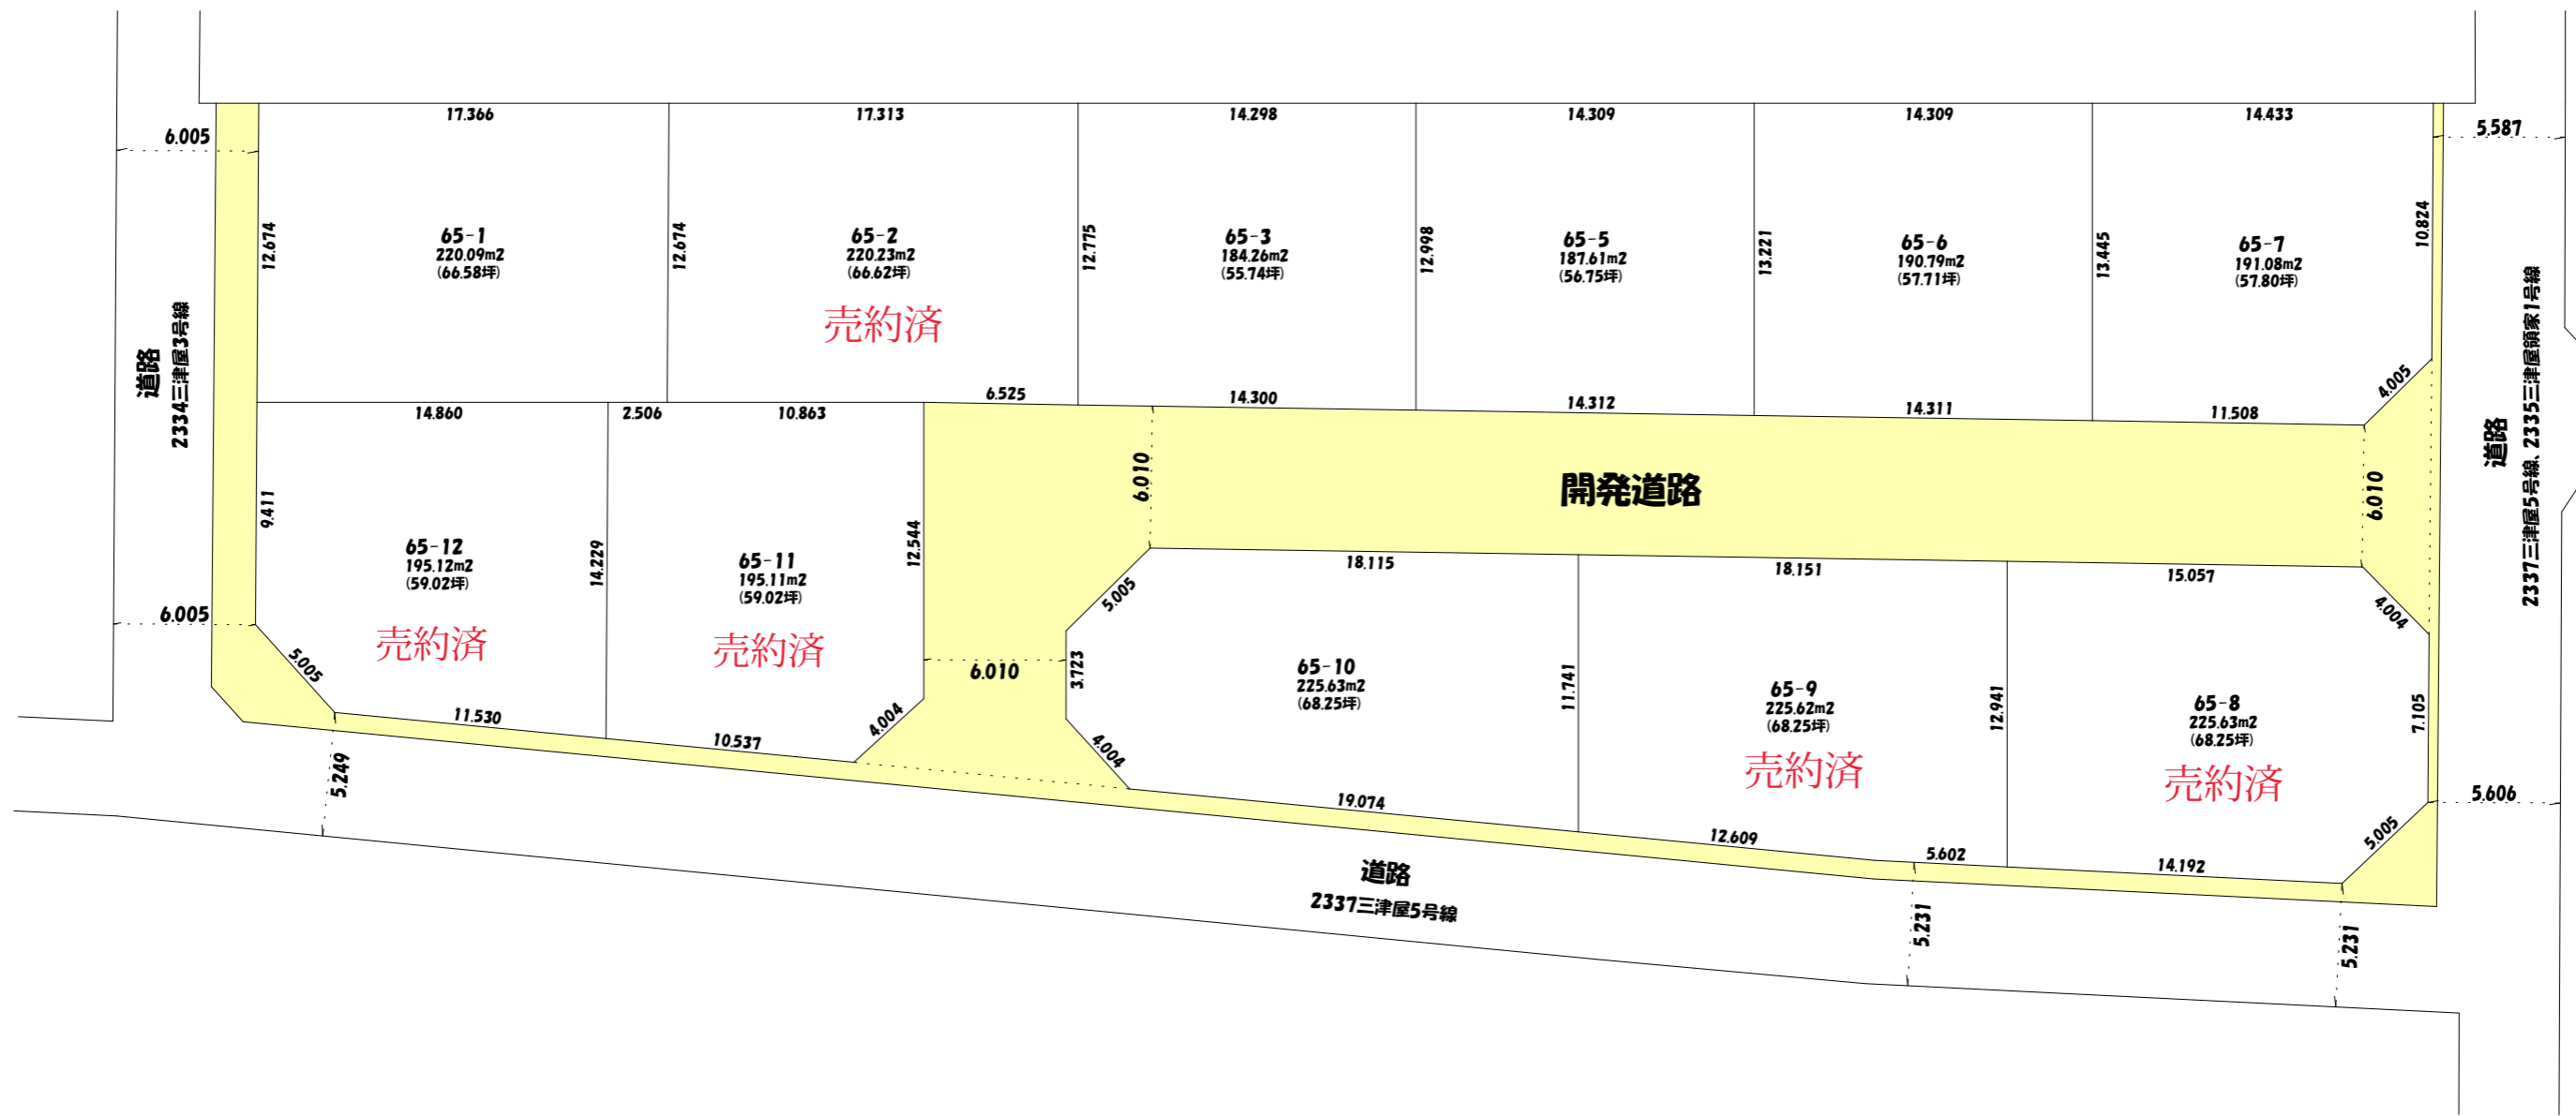 17.366
17.313
14.298
14.309
14.309
14.433
6.005
5.587
12.674
12.674
12.775
12.998
13.221
13.445
10.824
65-1
220.09m2
(66.58坪)
65-2
220.23m2
(66.62坪)
売約済
65-3
184.26m2
(55.74坪)
65-5
187.61m2
(56.75坪)
65-6
190.79m2
(57.71坪)
65-7
191.08m2
(57.80坪)
道路
2334三津屋3号線
道路
2337三津屋5号線、2335三津屋領家1号線
4.005
14.860
2.506
10.863
6.525
14.300
14.312
14.311
11.508
6.010
開発道路
6.010
9.411
14.229
12.544
65-12
195.12m2
(59.02坪)
売約済
65-11
195.11m2
(59.02坪)
売約済
6.005
5.005
11.530
10.537
4.004
5.249
6.010
5.005
3.723
4.004
18.115
18.151
15.057
4.004
65-10
225.63m2
(68.25坪)
11.741
65-9
225.62m2
(68.25坪)
売約済
12.941
65-8
225.63m2
(68.25坪)
売約済
7.105
5.606
5.005
19.074
12.609
5.602
14.192
道路
2337三津屋5号線
5.231
5.231